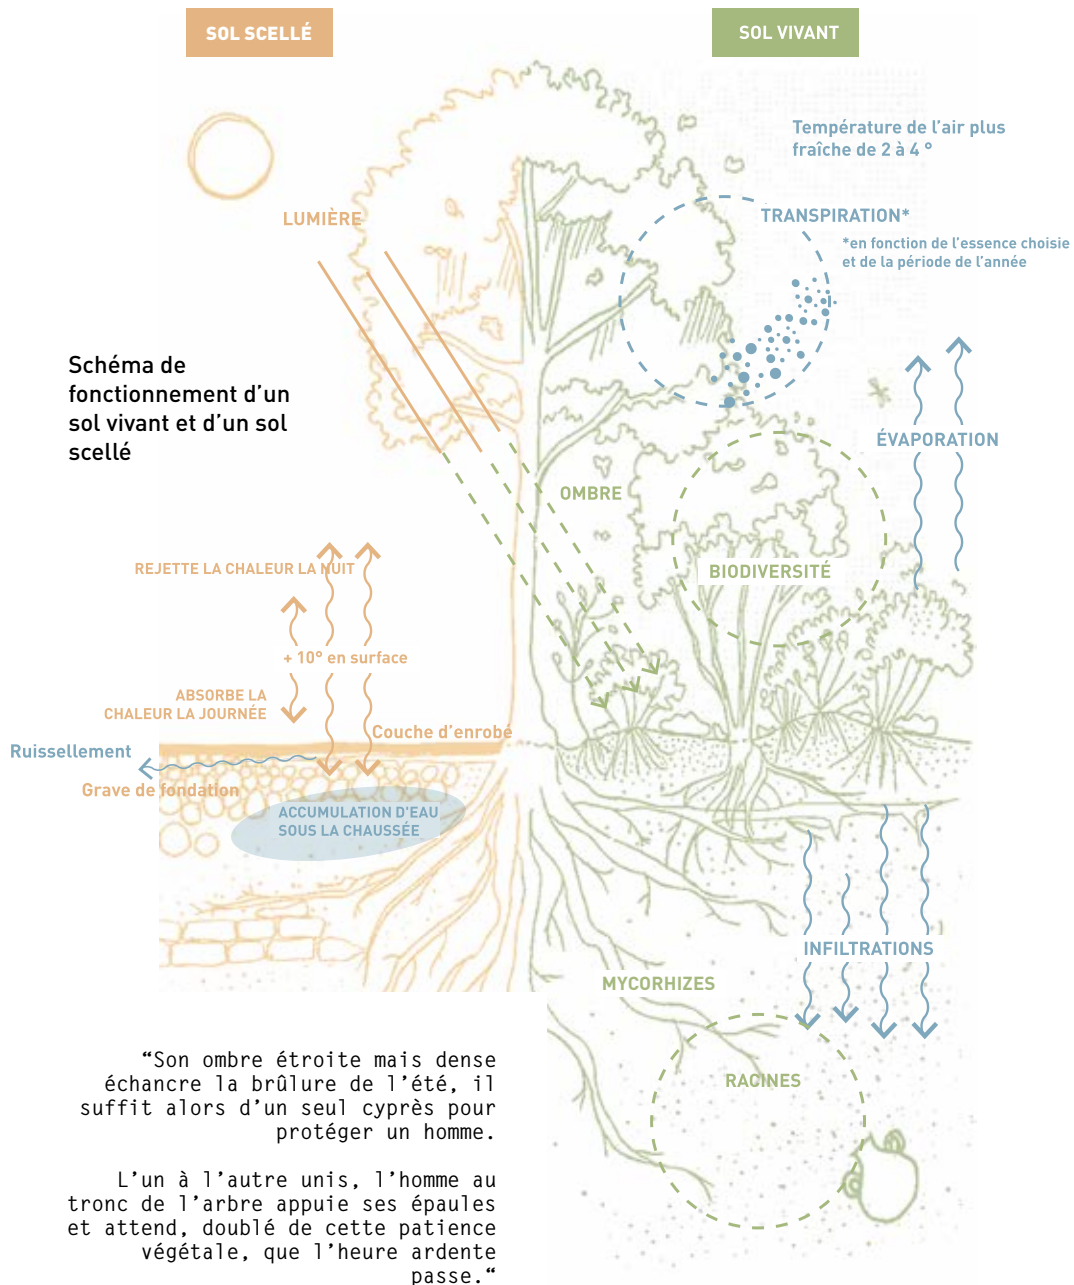 SOL SCELLÉ
SOL VIVANT
Température de l’air plus
fraîche de 2 à 4 °
LUMIÈRE
TRANSPIRATION*
*en fonction de l’essence choisie
et de la période de l’année
Schéma de
fonctionnement d’un
sol vivant et d’un sol
scellé
ÉVAPORATION
OMBRE
BIODIVERSITÉ
REJETTE LA CHALEUR LA NUIT
+ 10° en surface
ABSORBE LA
CHALEUR LA JOURNÉE
Couche d’enrobé
Ruissellement
Grave de fondation
ACCUMULATION D'EAU
SOUS LA CHAUSSÉE
INFILTRATIONS
MYCORHIZES
RACINES
“Son ombre étroite mais dense
échancre la brûlure de l’été, il
suffit alors d’un seul cyprès pour
protéger un homme.
L’un à l’autre unis, l’homme au
tronc de l’arbre appuie ses épaules
et attend, doublé de cette patience
végétale, que l’heure ardente
passe.“